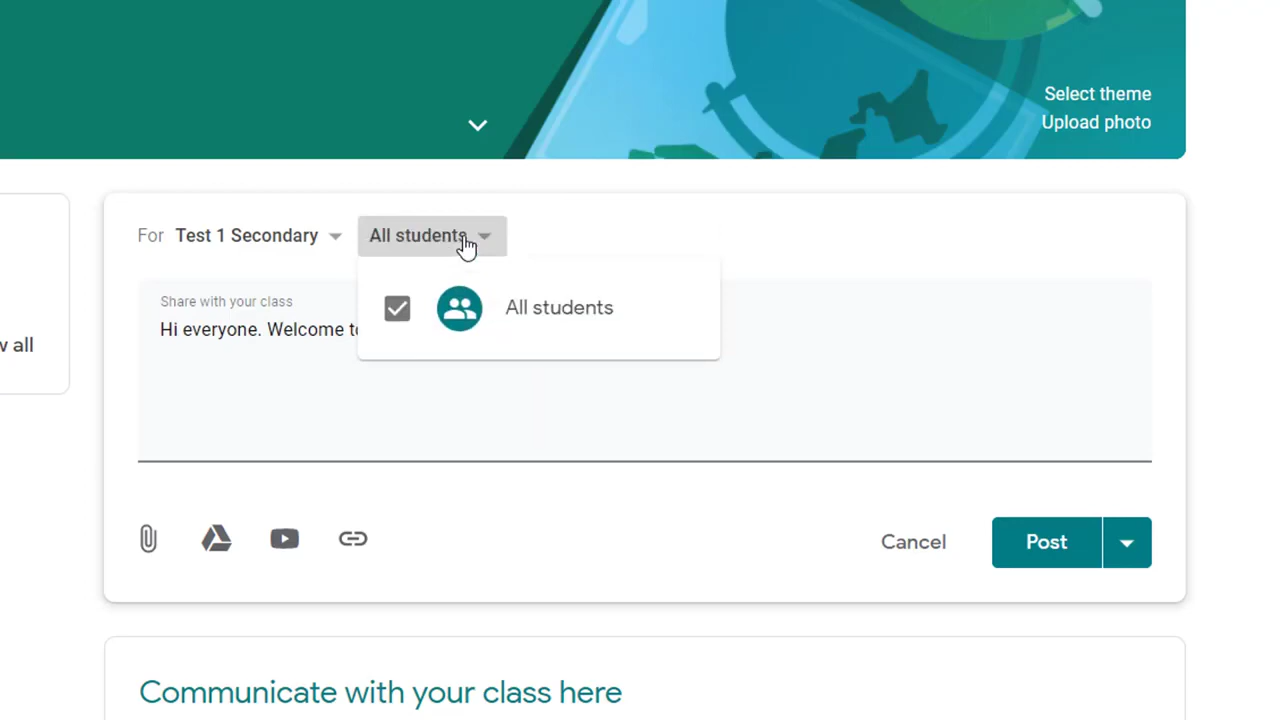 Select theme
Upload photo
For Test 1 Secondary All students
All students
Share with your class
Hi everyone. Welcome
w all
Cancel
Post
Communicate with your class here